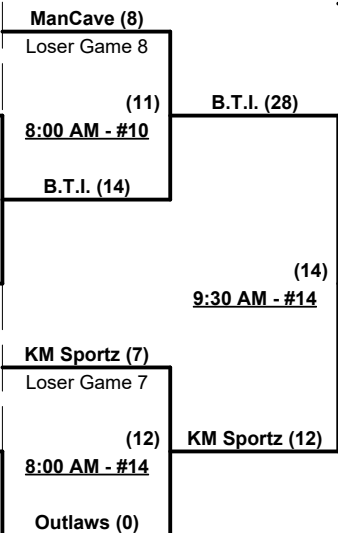 ManCave (8)
Loser Game 8
(11)
B.T.I. (28)
8:00 AM - #10
B.T.I. (14)
(14)
9:30 AM - #14
KM Sportz (7)
Loser Game 7
(12)
KM Sportz (12)
8:00 AM - #14
Outlaws (0)